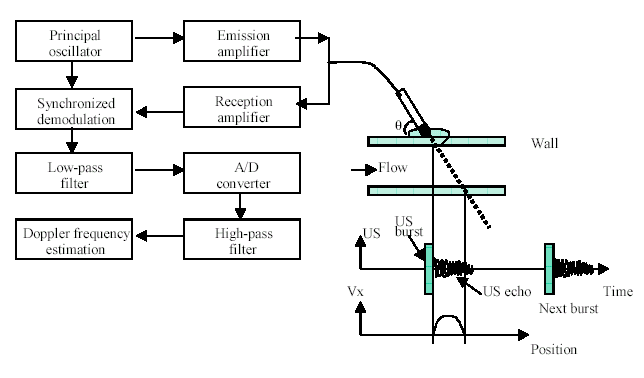 Principal
oscillator
Emission
amplifier
Synchronized
demodulation
Reception
amplifier
θ
Wall
Low-pass
filter
A/D
converter
Flow
Doppler frequency
estimation
High-pass
filter
US
US
burst
US echo
Time
Next burst
Vx
Position